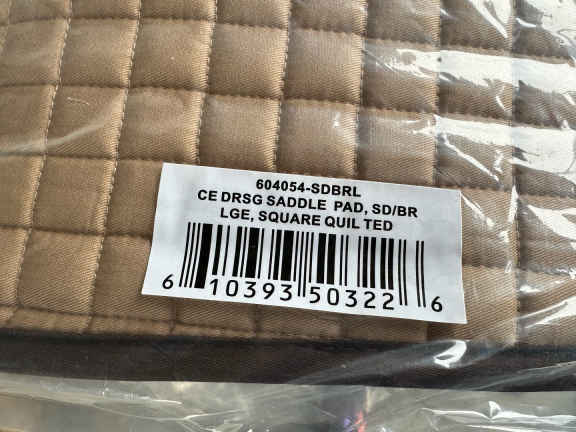 604054-SDBRL
CE DRSG SADDLE PAD, SD/BR
LGE, SQUARE QUIL TED
6 10393 50322 6